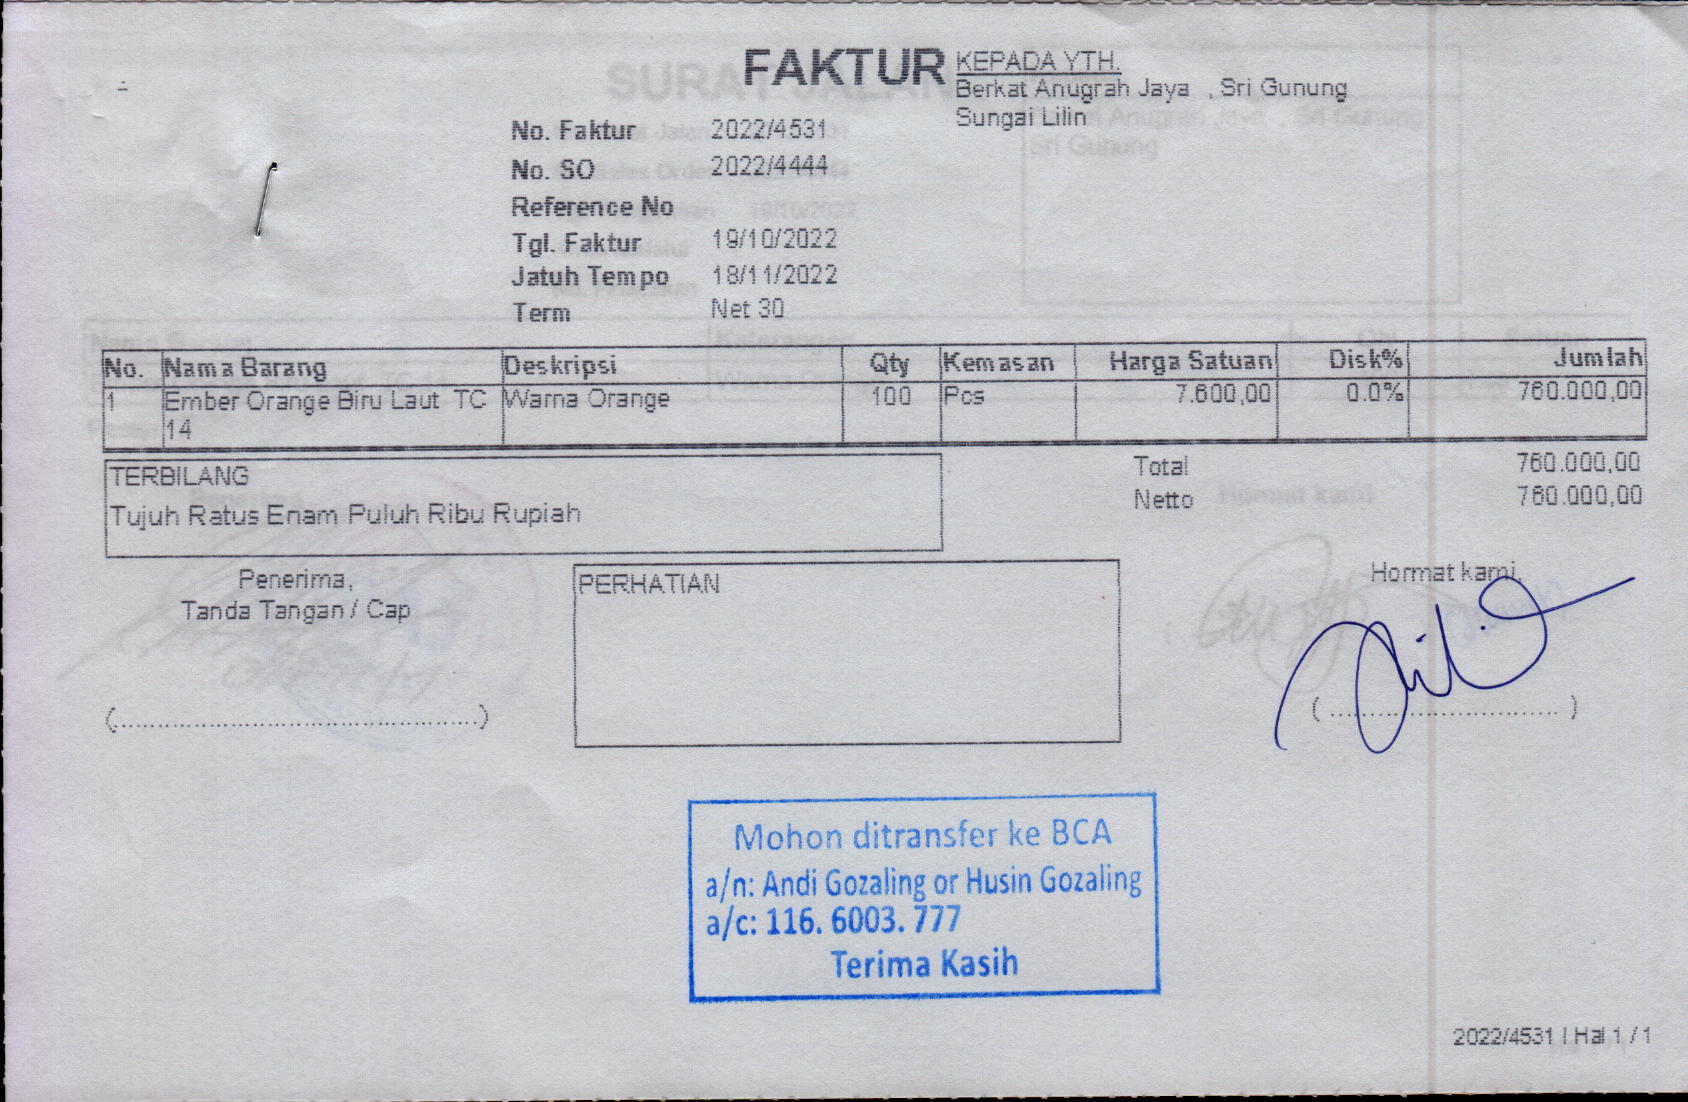 FAKTUR
KEPADA YTH.
Berkat Anugrah Jaya , Sri Gunung
Sungai Lilin
No. Faktur 2022/4531
No. SO 2022/4444
Reference No
Tgl. Faktur 19/10/2022
Jatuh Tempo 18/11/2022
Term Net 30
No. Nama Barang Deskripsi Qty Kemasan Harga Satuan Disk% Jumlah
1 Ember Orange Biru Laut TC Warna Orange 100 Pcs 7.600,00 0.0% 760.000,00
14
TERBILANG
Tujuh Ratus Enam Puluh Ribu Rupiah
Total 760.000,00
Netto 760.000,00
Penerima,
Tanda Tangan / Cap
(................................................)
PERHATIAN
Hormat kami,
( .............................. )
Mohon ditransfer ke BCA
a/n: Andi Gozaling or Husin Gozaling
a/c: 116. 6003. 777
Terima Kasih
2022/4531 | Hal 1 / 1